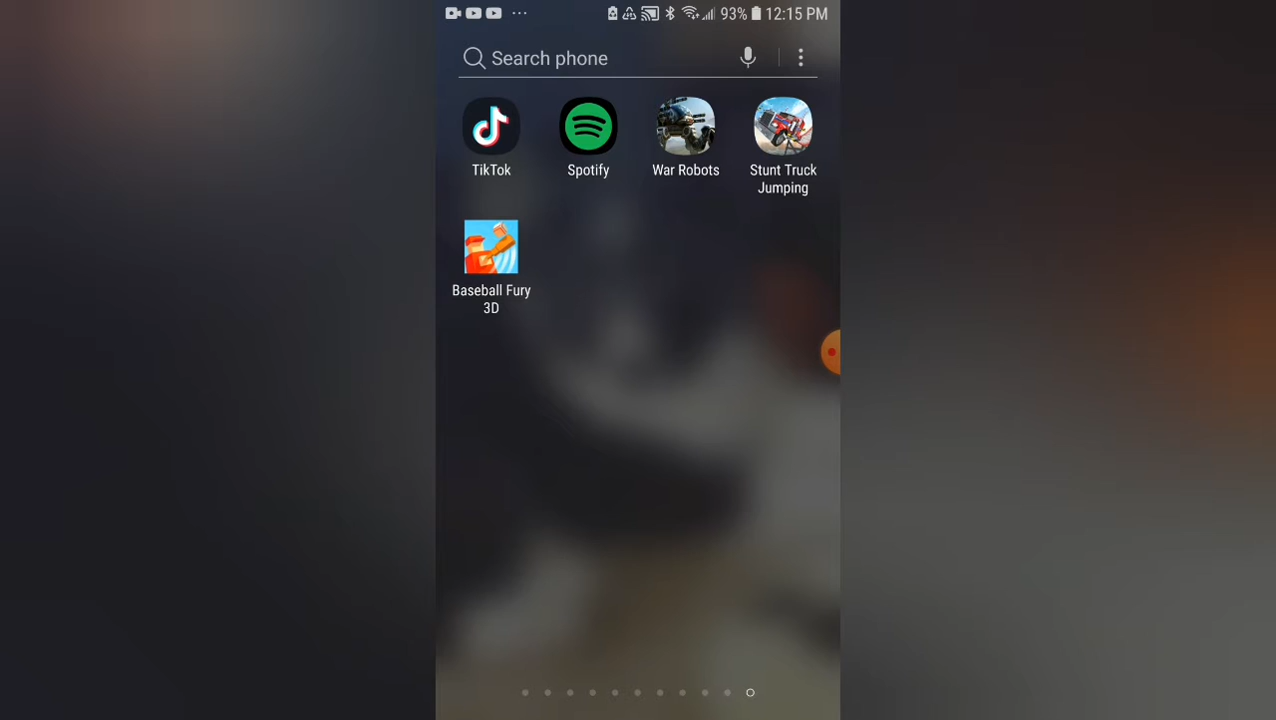 93% 12:15 PM
Search phone
TikTok
Spotify
War Robots
Stunt Truck
Jumping
Baseball Fury
3D